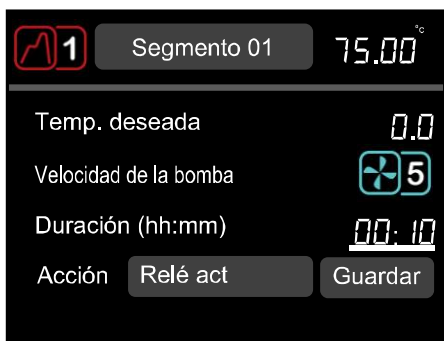 1 Segmento 01 75.00°C
Temp. deseada 0.0
Velocidad de la bomba 5
Duración (hh:mm) 00:10
Acción Relé act Guardar